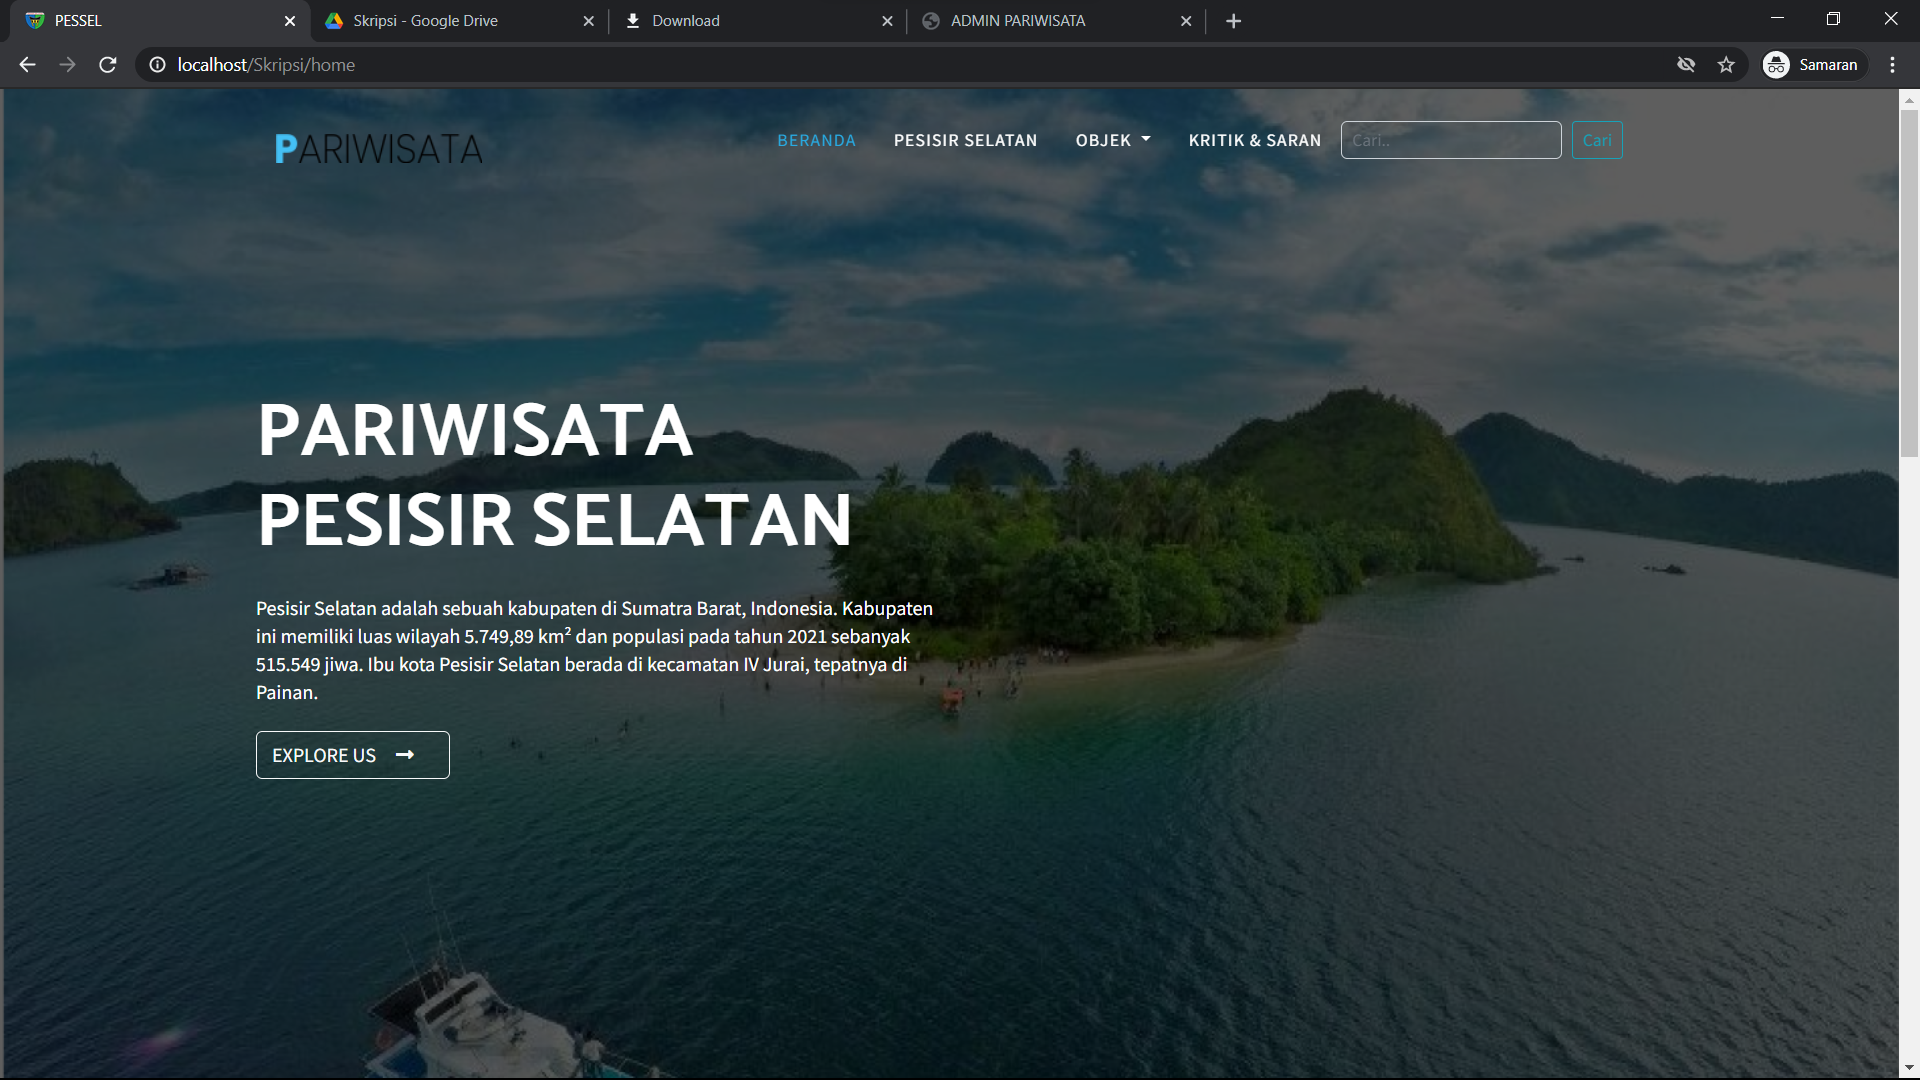 PESSEL
Skripsi - Google Drive
Download
ADMIN PARIWISATA
localhost/Skripsi/home
Samaran
PARIWISATA
BERANDA
PESISIR SELATAN
OBJEK
KRITIK & SARAN
Cari..
Cari
PARIWISATA
PESISIR SELATAN
Pesisir Selatan adalah sebuah kabupaten di Sumatra Barat, Indonesia. Kabupaten
ini memiliki luas wilayah 5.749,89 km² dan populasi pada tahun 2021 sebanyak
515.549 jiwa. Ibu kota Pesisir Selatan berada di kecamatan IV Jurai, tepatnya di
Painan.
EXPLORE US